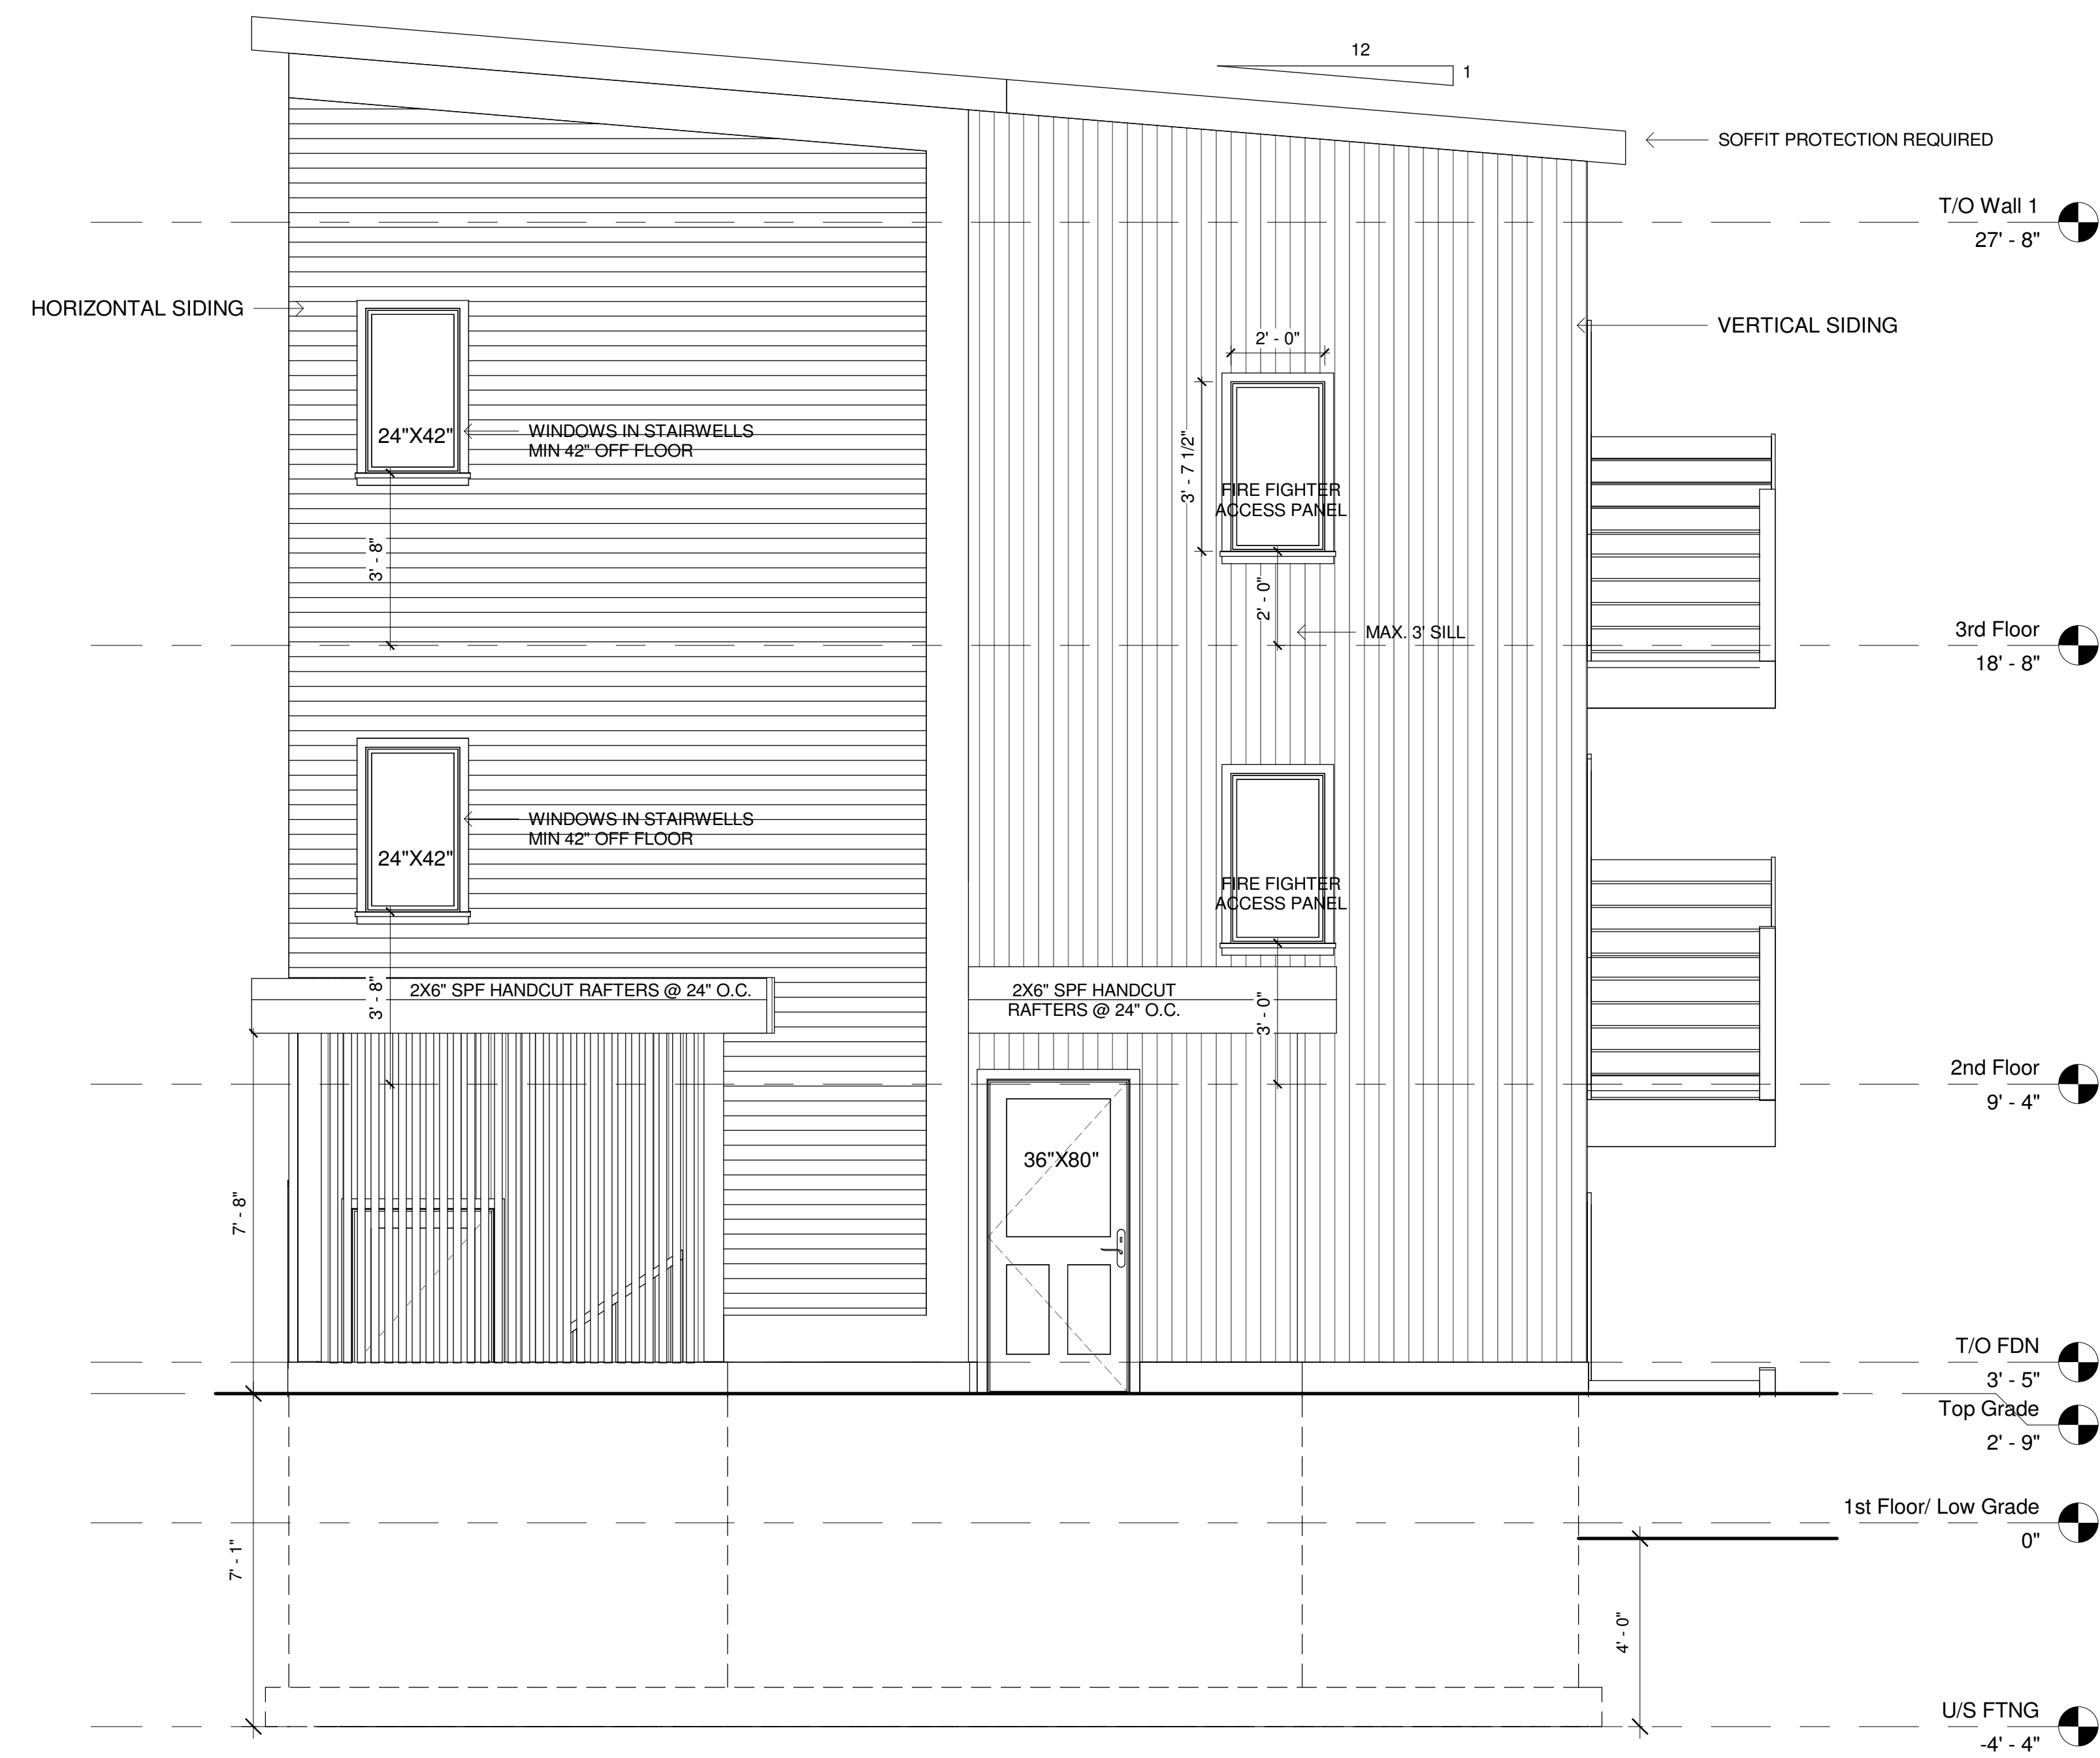 12
1
SOFFIT PROTECTION REQUIRED
T/O Wall 1
27' - 8"
HORIZONTAL SIDING
VERTICAL SIDING
2' - 0"
3' - 7 1/2"
24"X42"
WINDOWS IN STAIRWELLS
MIN 42" OFF FLOOR
FIRE FIGHTER
ACCESS PANEL
3' - 8"
2' - 0"
MAX. 3' SILL
3rd Floor
18' - 8"
24"X42"
WINDOWS IN STAIRWELLS
MIN 42" OFF FLOOR
FIRE FIGHTER
ACCESS PANEL
3' - 8"
2X6" SPF HANDCUT RAFTERS @ 24" O.C.
2X6" SPF HANDCUT
RAFTERS @ 24" O.C.
3' - 0"
2nd Floor
9' - 4"
36"X80"
7' - 8"
T/O FDN
3' - 5"
Top Grade
2' - 9"
1st Floor/ Low Grade
0"
7' - 1"
4' - 0"
U/S FTNG
-4' - 4"